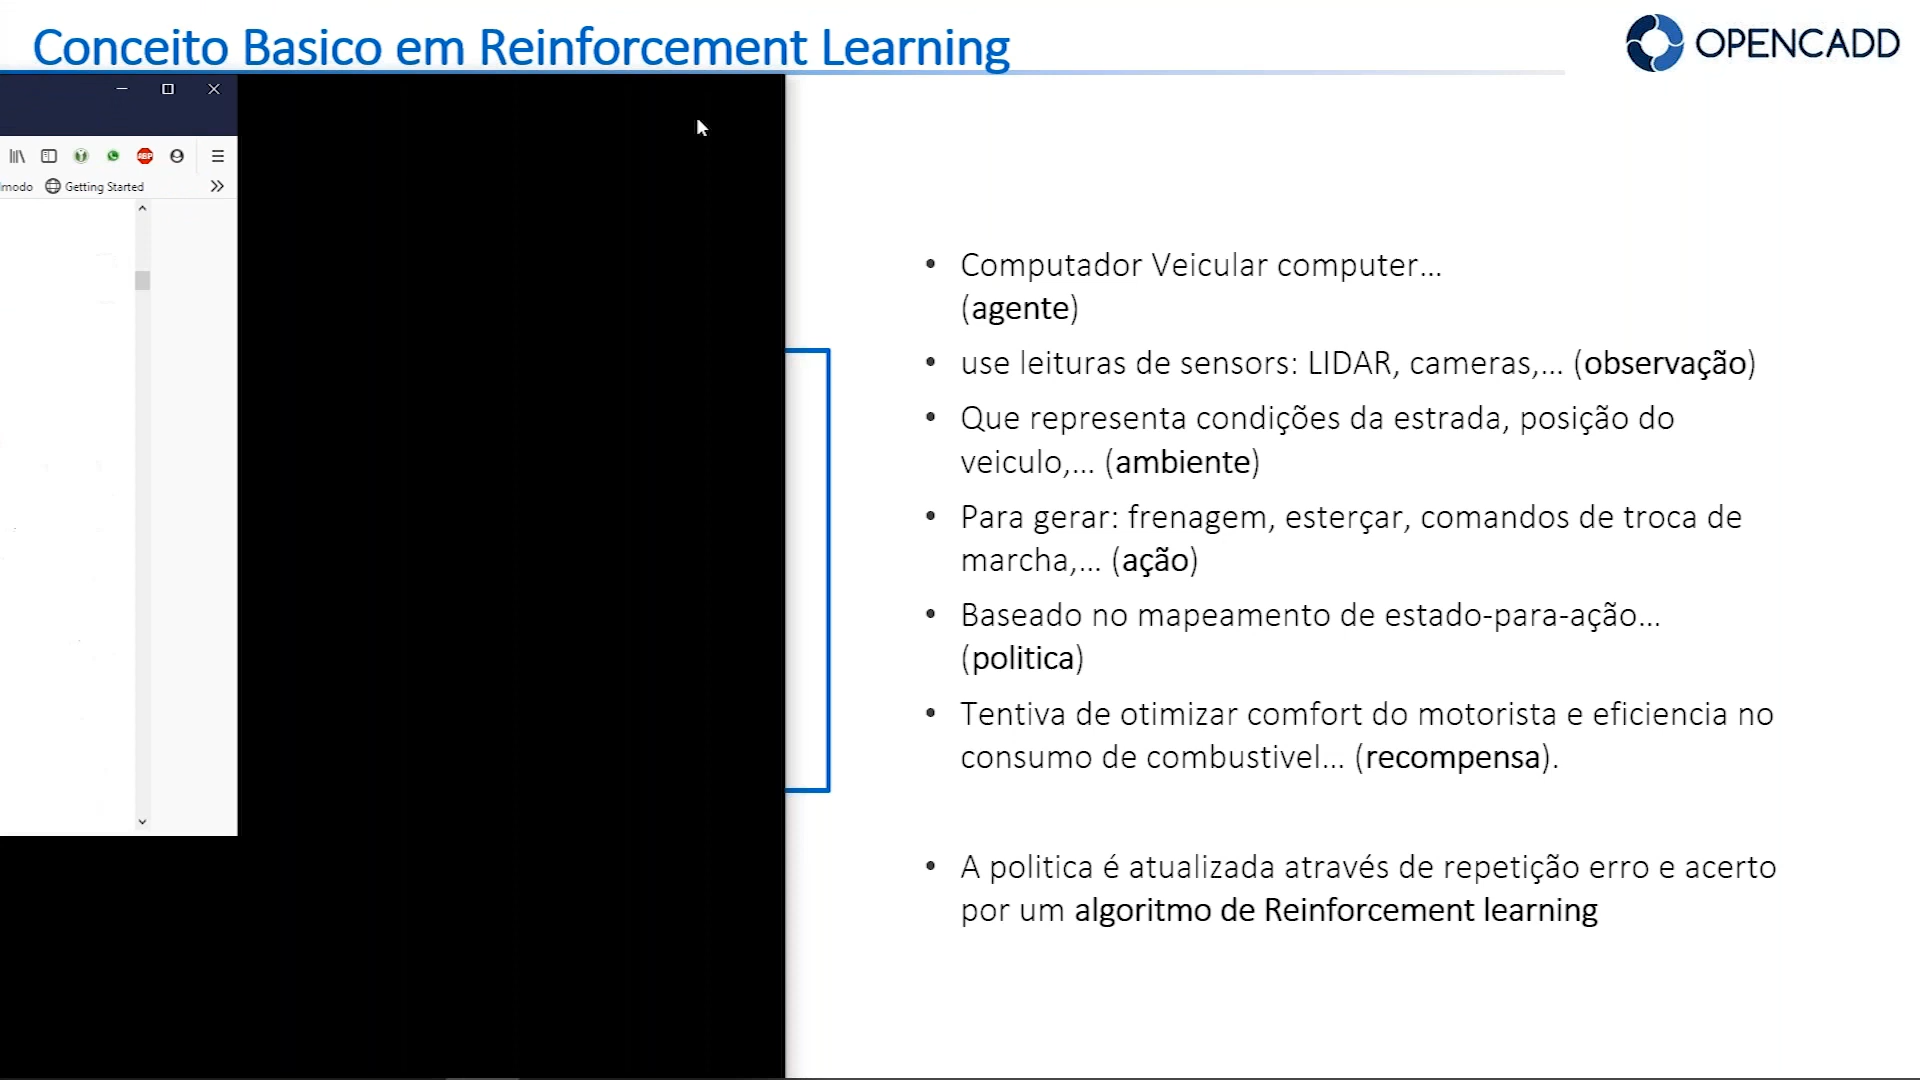 Conceito Basico em Reinforcement Learning
OPENCADD
ABP
modo
Getting Started
• Computador Veicular computer...
(agente)
• use leituras de sensors: LIDAR, cameras,... (observação)
• Que representa condições da estrada, posição do
veiculo,... (ambiente)
• Para gerar: frenagem, esterçar, comandos de troca de
marcha,... (ação)
• Baseado no mapeamento de estado-para-ação...
(politica)
• Tentiva de otimizar comfort do motorista e eficiencia no
consumo de combustivel... (recompensa).
• A politica é atualizada através de repetição erro e acerto
por um algoritmo de Reinforcement learning